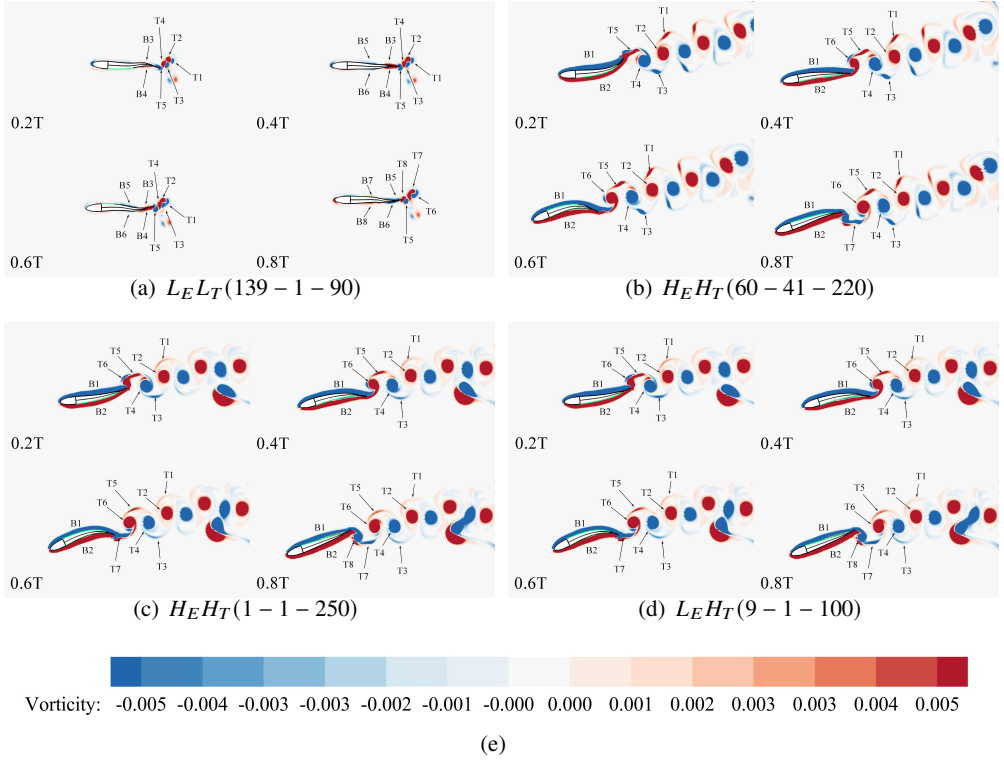 T4
B3
T2
T1
B4
T5
T3
0.2T
T4
B5
B3
T2
T1
B6
B4
T5
T3
0.4T
T4
B5
B3
T2
T1
B6
B4
T5
T3
0.6T
T8
T7
B7
B5
T6
B8
B6
T5
0.8T
(a) L_E L_T(139 − 1 − 90)
T1
T5
T2
B1
B2
T4
T3
0.2T
T1
T5
T6
T2
B1
B2
T4
T3
0.4T
T1
T5
T2
T6
B1
B2
T4
T3
0.6T
T1
T5
T2
T6
B1
B2
T4
T7
T3
0.8T
(b) H_E H_T(60 − 41 − 220)
T1
T5
T2
T6
B1
B2
T4
T3
0.2T
T1
T5
T2
T6
B1
B2
T4
T3
0.4T
T1
T5
T2
T6
B1
B2
T4
T7
T3
0.6T
T1
T5
T2
T6
B1
B2
T4
T8
T7
T3
0.8T
(c) H_E H_T(1 − 1 − 250)
T1
T5
T2
T6
B1
B2
T4
T3
0.2T
T1
T5
T2
T6
B1
B2
T4
T3
0.4T
T1
T5
T2
T6
B1
B2
T4
T7
T3
0.6T
T1
T5
T2
T6
B1
B2
T4
T8
T7
T3
0.8T
(d) L_E H_T(9 − 1 − 100)
Vorticity: -0.005 -0.004 -0.003 -0.003 -0.002 -0.001 -0.001 -0.000 0.000 0.001 0.002 0.003 0.003 0.004 0.005
(e)